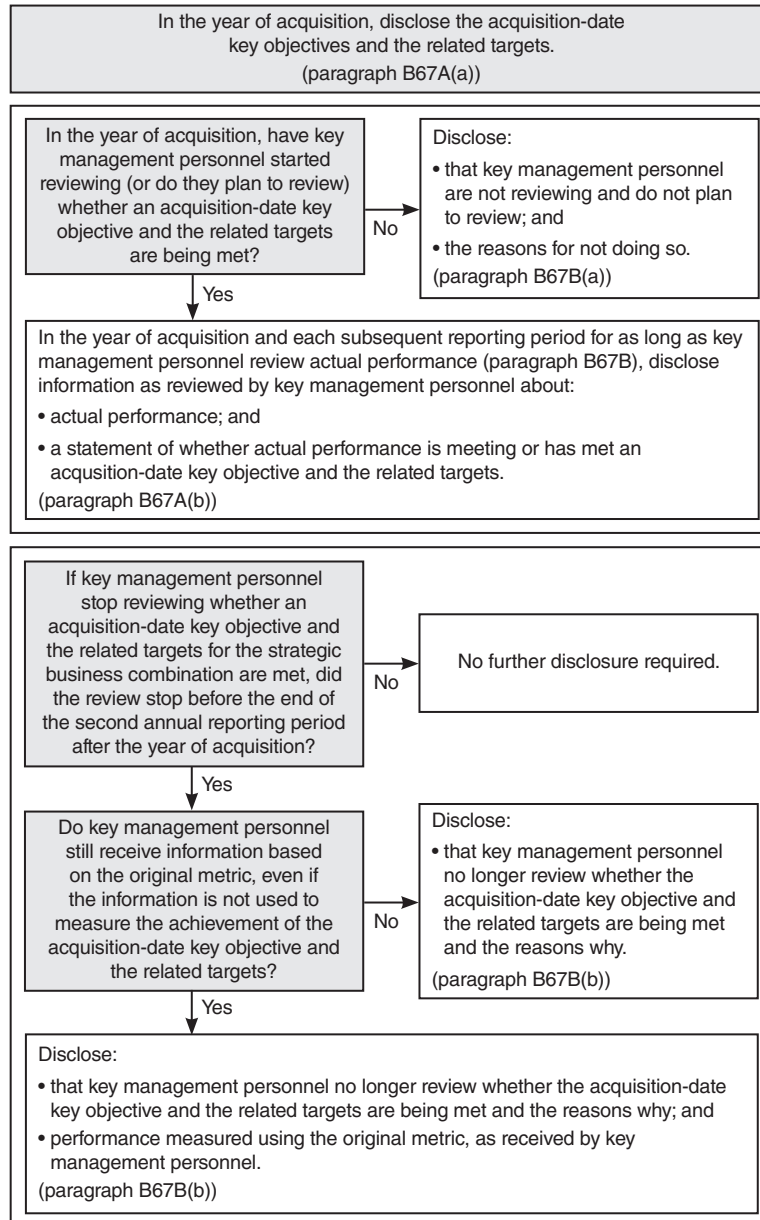 In the year of acquisition, disclose the acquisition-date
key objectives and the related targets.
(paragraph B67A(a))
In the year of acquisition, have key
management personnel started
reviewing (or do they plan to review)
whether an acquisition-date key
objective and the related targets
are being met?
No
Disclose:
• that key management personnel
are not reviewing and do not plan
to review; and
• the reasons for not doing so.
(paragraph B67B(a))
Yes
In the year of acquisition and each subsequent reporting period for as long as key
management personnel review actual performance (paragraph B67B), disclose
information as reviewed by key management personnel about:
• actual performance; and
• a statement of whether actual performance is meeting or has met an
acqusition-date key objective and the related targets.
(paragraph B67A(b))
If key management personnel
stop reviewing whether an
acquisition-date key objective and
the related targets for the strategic
business combination are met, did
the review stop before the end of
the second annual reporting period
after the year of acquisition?
No
No further disclosure required.
Yes
Do key management personnel
still receive information based
on the original metric, even if
the information is not used to
measure the achievement of the
acquisition-date key objective and
the related targets?
No
Disclose:
• that key management personnel
no longer review whether the
acquisition-date key objective and
the related targets are being met
and the reasons why.
(paragraph B67B(b))
Yes
Disclose:
• that key management personnel no longer review whether the acquisition-date
key objective and the related targets are being met and the reasons why; and
• performance measured using the original metric, as received by key
management personnel.
(paragraph B67B(b))